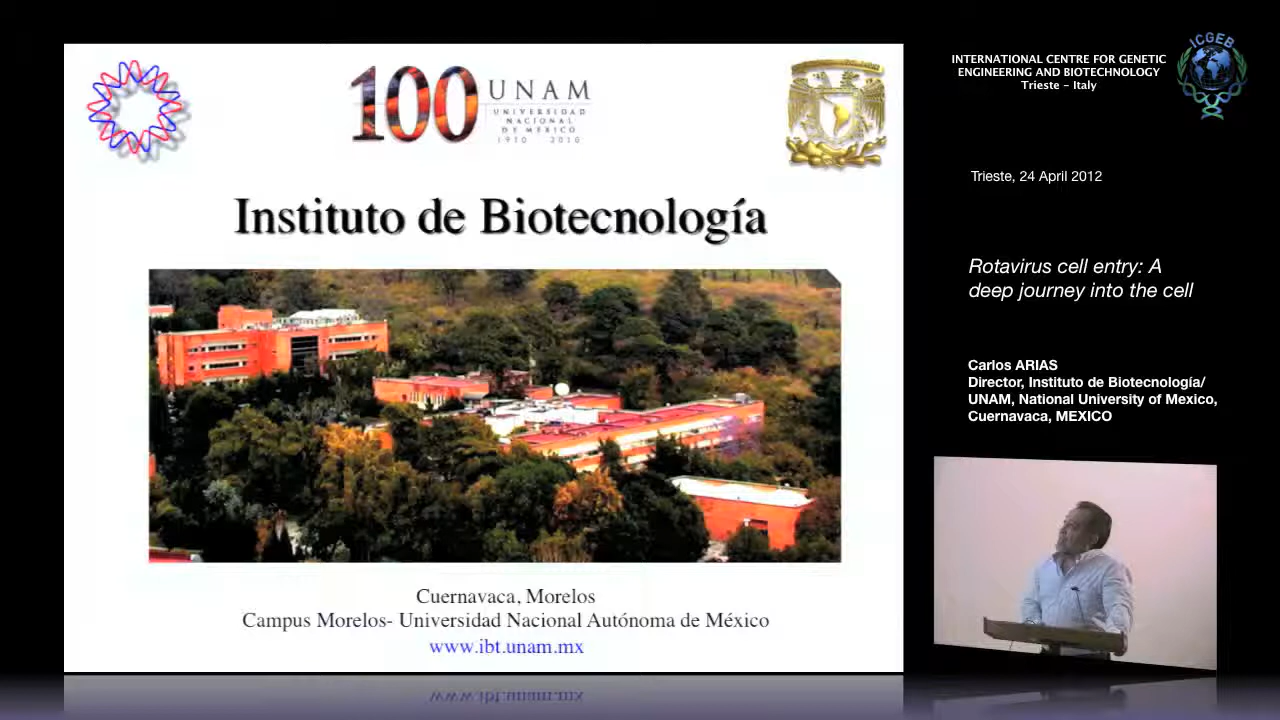 100 UNAM
UNIVERSIDAD
NACIONAL
DE MÉXICO
1910 2010
Instituto de Biotecnología
Cuernavaca, Morelos
Campus Morelos- Universidad Nacional Autónoma de México
www.ibt.unam.mx
INTERNATIONAL CENTRE FOR GENETIC
ENGINEERING AND BIOTECHNOLOGY
Trieste - Italy
ICGEB
Trieste, 24 April 2012
Rotavirus cell entry: A
deep journey into the cell
Carlos ARIAS
Director, Instituto de Biotecnología/
UNAM, National University of Mexico,
Cuernavaca, MEXICO